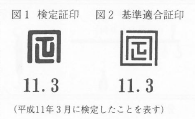 図1 検定証印 図2 基準適合証印
11.3 11.3
(平成11年3月に検定したことを表す)